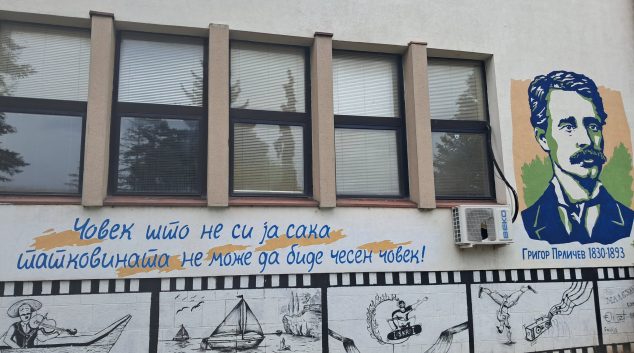 Човек што не си ја сака
татковината не може да биде чесен човек!
Григор Прличев 1830-1893
BEKO